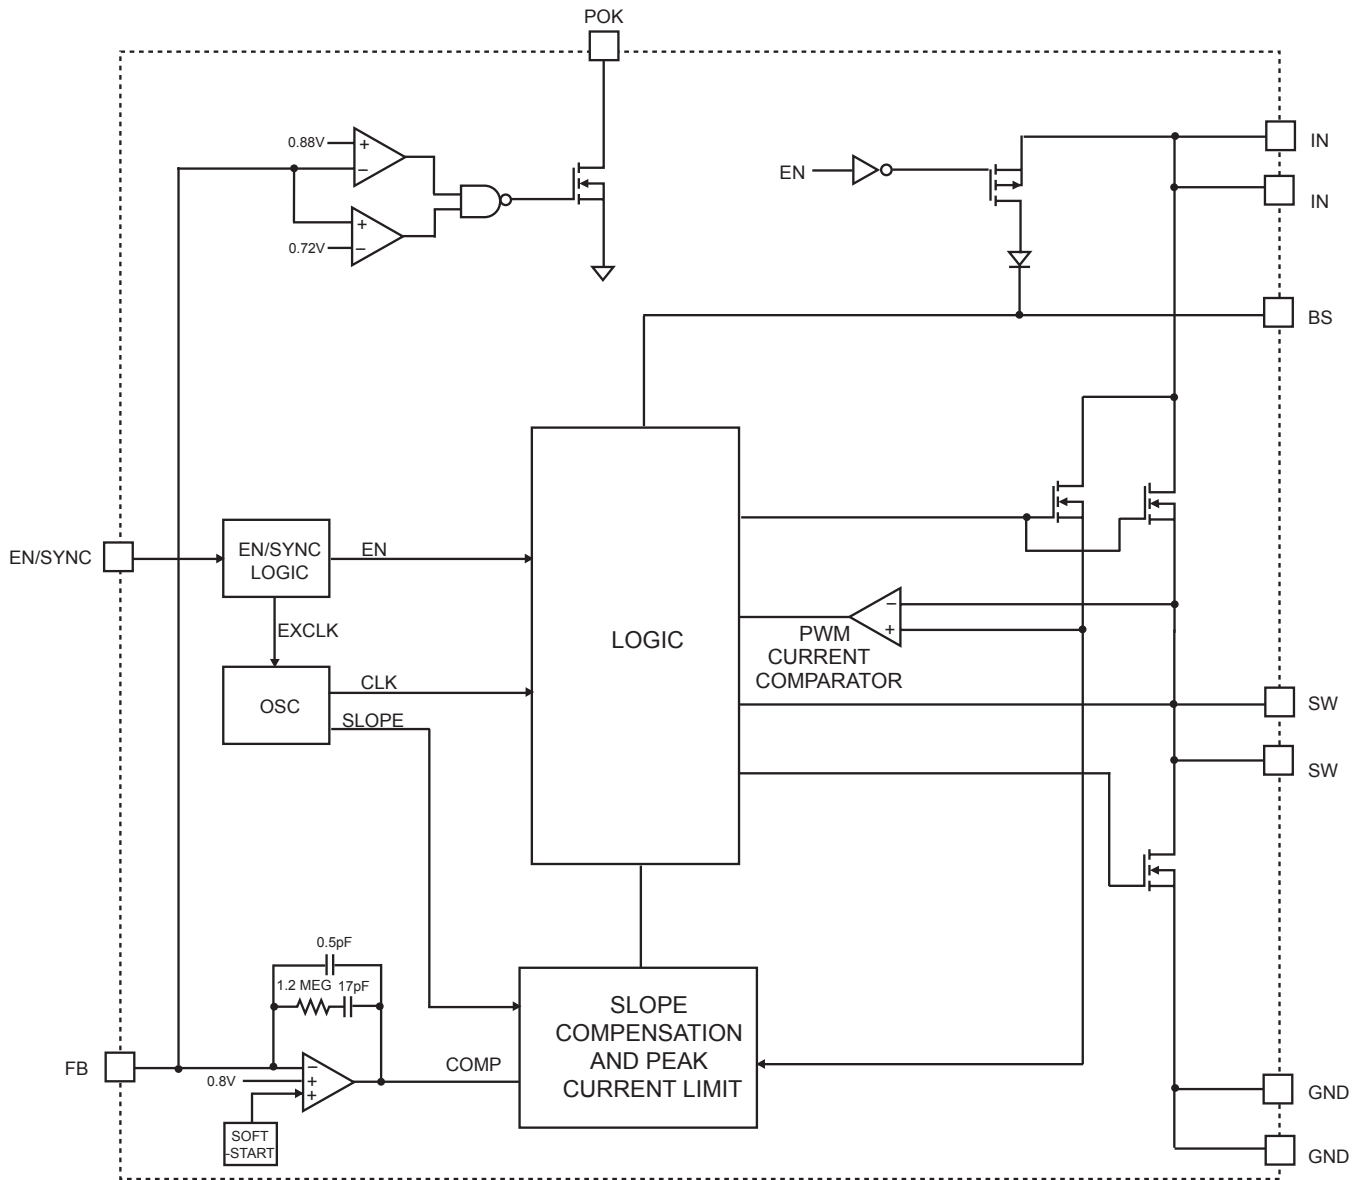 POK
0.88V
+
−
IN
EN
IN
+
0.72V
−
BS
EN/SYNC
EN/SYNC
LOGIC
EN
EXCLK
LOGIC
−
+
PWM
CURRENT
COMPARATOR
OSC
CLK
SLOPE
SW
SW
0.5pF
1.2 MEG
17pF
SLOPE
COMPENSATION
AND PEAK
CURRENT LIMIT
FB
−
0.8V
+
+
COMP
SOFT
-START
GND
GND